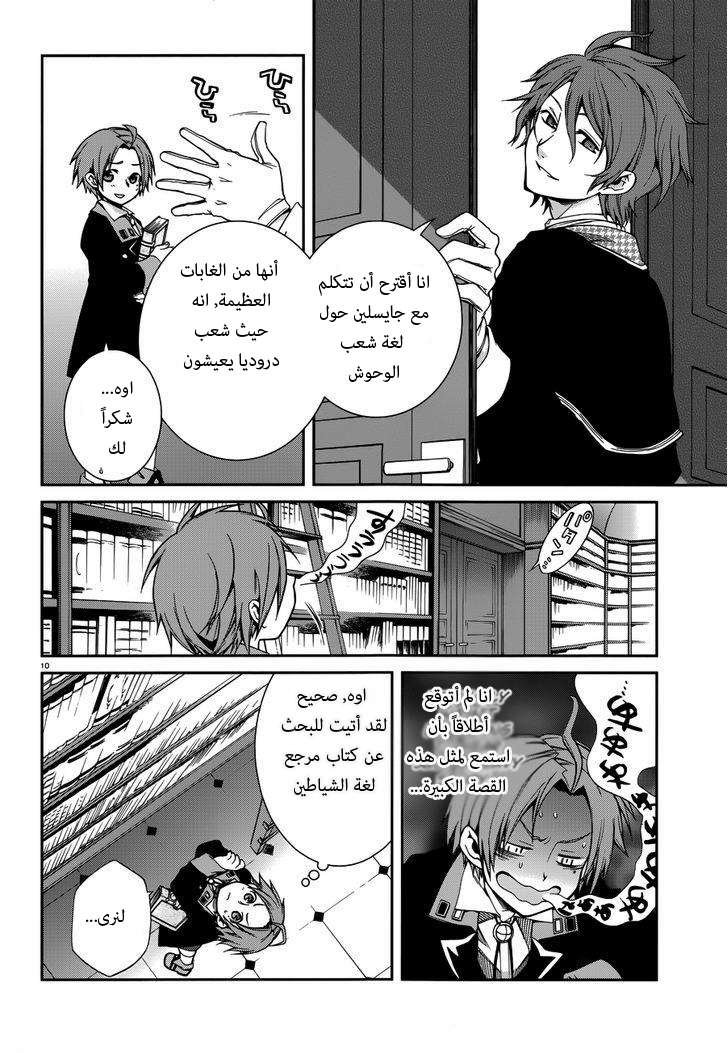 انا أقترح أن تتكلم
مع جايسلين حول
لغة شعب
الوحوش
أنها من الغابات
العظيمة, انه
حيث شعب
دروديا يعيشون
اوه...
شكراً
لك
10
انا لم أتوقع
أطلاقاً بأن
استمع لمثل هذه
القصة الكبيرة...
اوه, صحيح
لقد أتيت للبحث
عن كتاب مرجع
لغة الشياطين
لنرى...